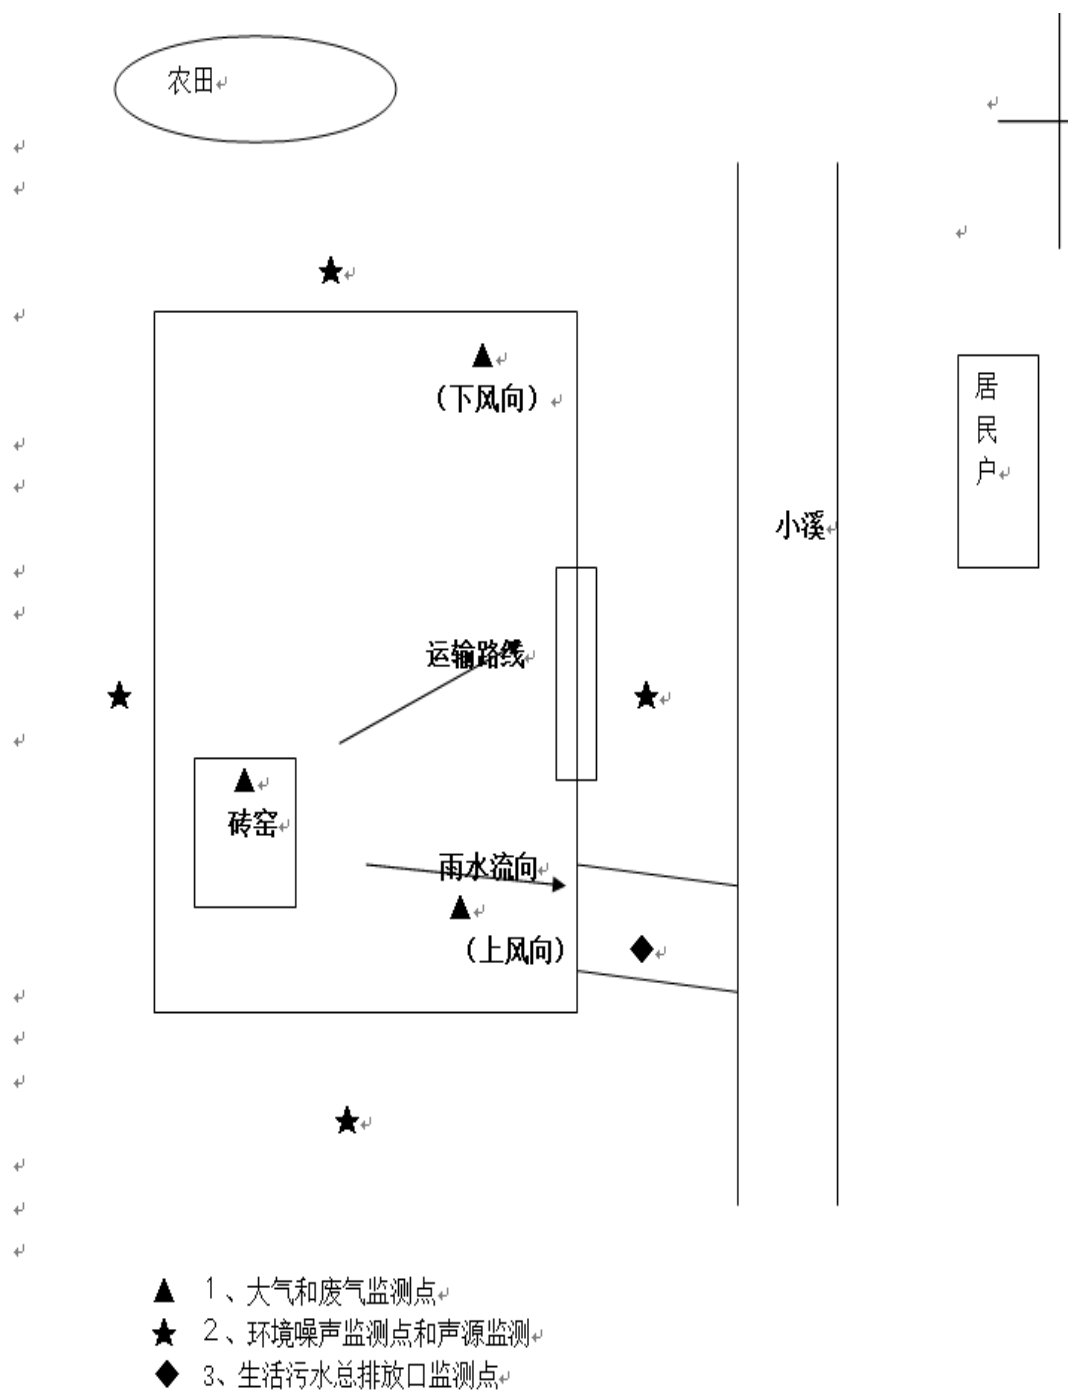 农田
(下风向)
居
民
户
小溪
运输路线
砖窑
雨水流向
(上风向)
1、大气和废气监测点
2、环境噪声监测点和声源监测
3、生活污水总排放口监测点